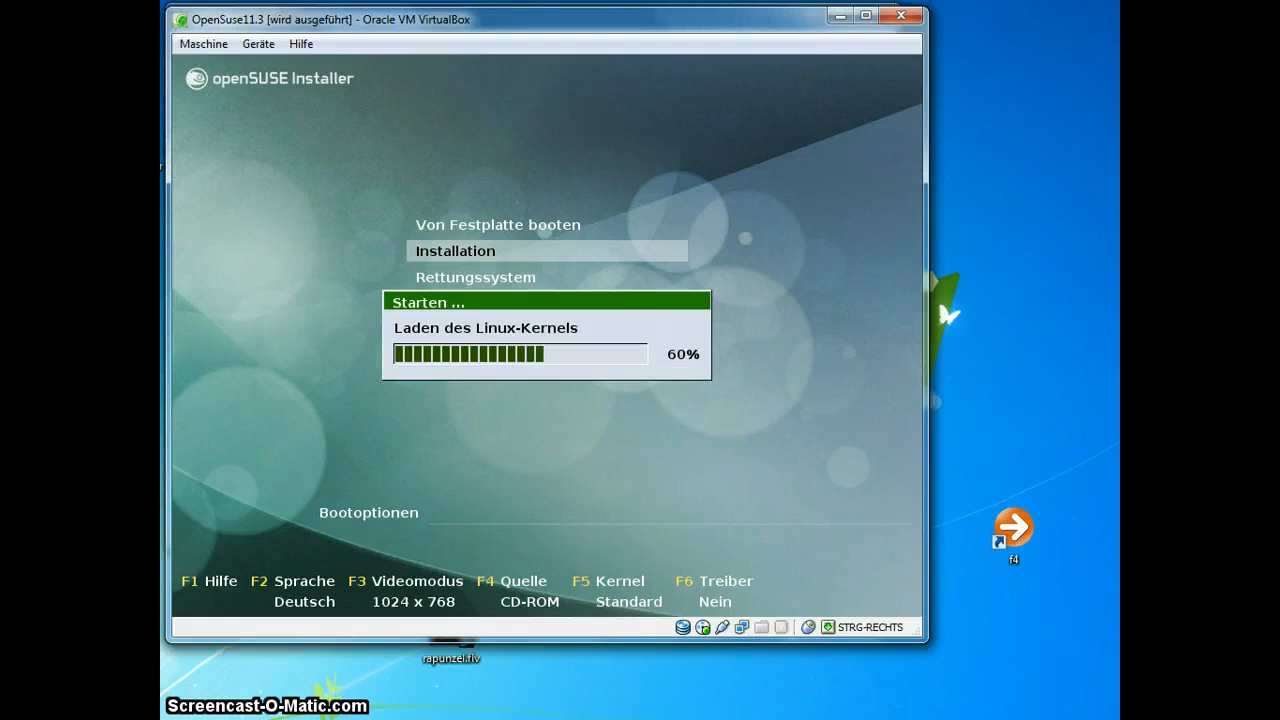 OpenSuse11.3 [wird ausgeführt] - Oracle VM VirtualBox
Maschine Geräte Hilfe
openSUSE Installer
Von Festplatte booten
Installation
Rettungssystem
Starten ...
Laden des Linux-Kernels
60%
Bootoptionen
F1 Hilfe F2 Sprache F3 Videomodus F4 Quelle F5 Kernel F6 Treiber
Deutsch 1024 x 768 CD-ROM Standard Nein
STRG-RECHTS
f4
rapunzel.flv
Screencast-O-Matic.com